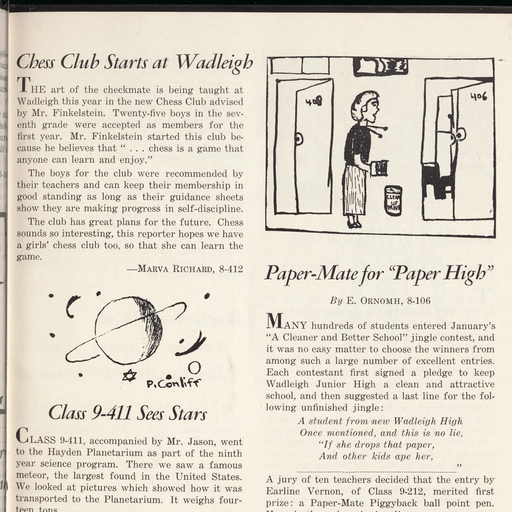 Chess Club Starts at Wadleigh
THE art of the checkmate is being taught at
Wadleigh this year in the new Chess Club advised
by Mr. Finkelstein. Twenty-five boys in the sev-
enth grade were accepted as members for the
first year. Mr. Finkelstein started this club be-
cause he believes that " . . . chess is a game that
anyone can learn and enjoy."
The boys for the club were recommended by
their teachers and can keep their membership in
good standing as long as their guidance sheets
show they are making progress in self-discipline.
The club has great plans for the future. Chess
sounds so interesting, this reporter hopes we have
a girls' chess club too, so that she can learn the
game.
—MARVA RICHARD, 8-412
P. Conliff
Class 9-411 Sees Stars
CLASS 9-411, accompanied by Mr. Jason, went
to the Hayden Planetarium as part of the ninth
year science program. There we saw a famous
meteor, the largest found in the United States.
We looked at pictures which showed how it was
transported to the Planetarium. It weighs four-
teen tons.
408
406
CLEAN
UP
Paper-Mate for "Paper High"
By E. ORNOMH, 8-106
MANY hundreds of students entered January's
"A Cleaner and Better School" jingle contest, and
it was no easy matter to choose the winners from
among such a large number of excellent entries.
Each contestant first signed a pledge to keep
Wadleigh Junior High a clean and attractive
school, and then suggested a last line for the fol-
lowing unfinished jingle:
A student from new Wadleigh High
Once mentioned, and this is no lie,
"If she drops that paper,
And other kids ape her,
"
A jury of ten teachers decided that the entry by
Earline Vernon, of Class 9-212, merited first
prize: a Paper-Mate Piggyback ball point pen.